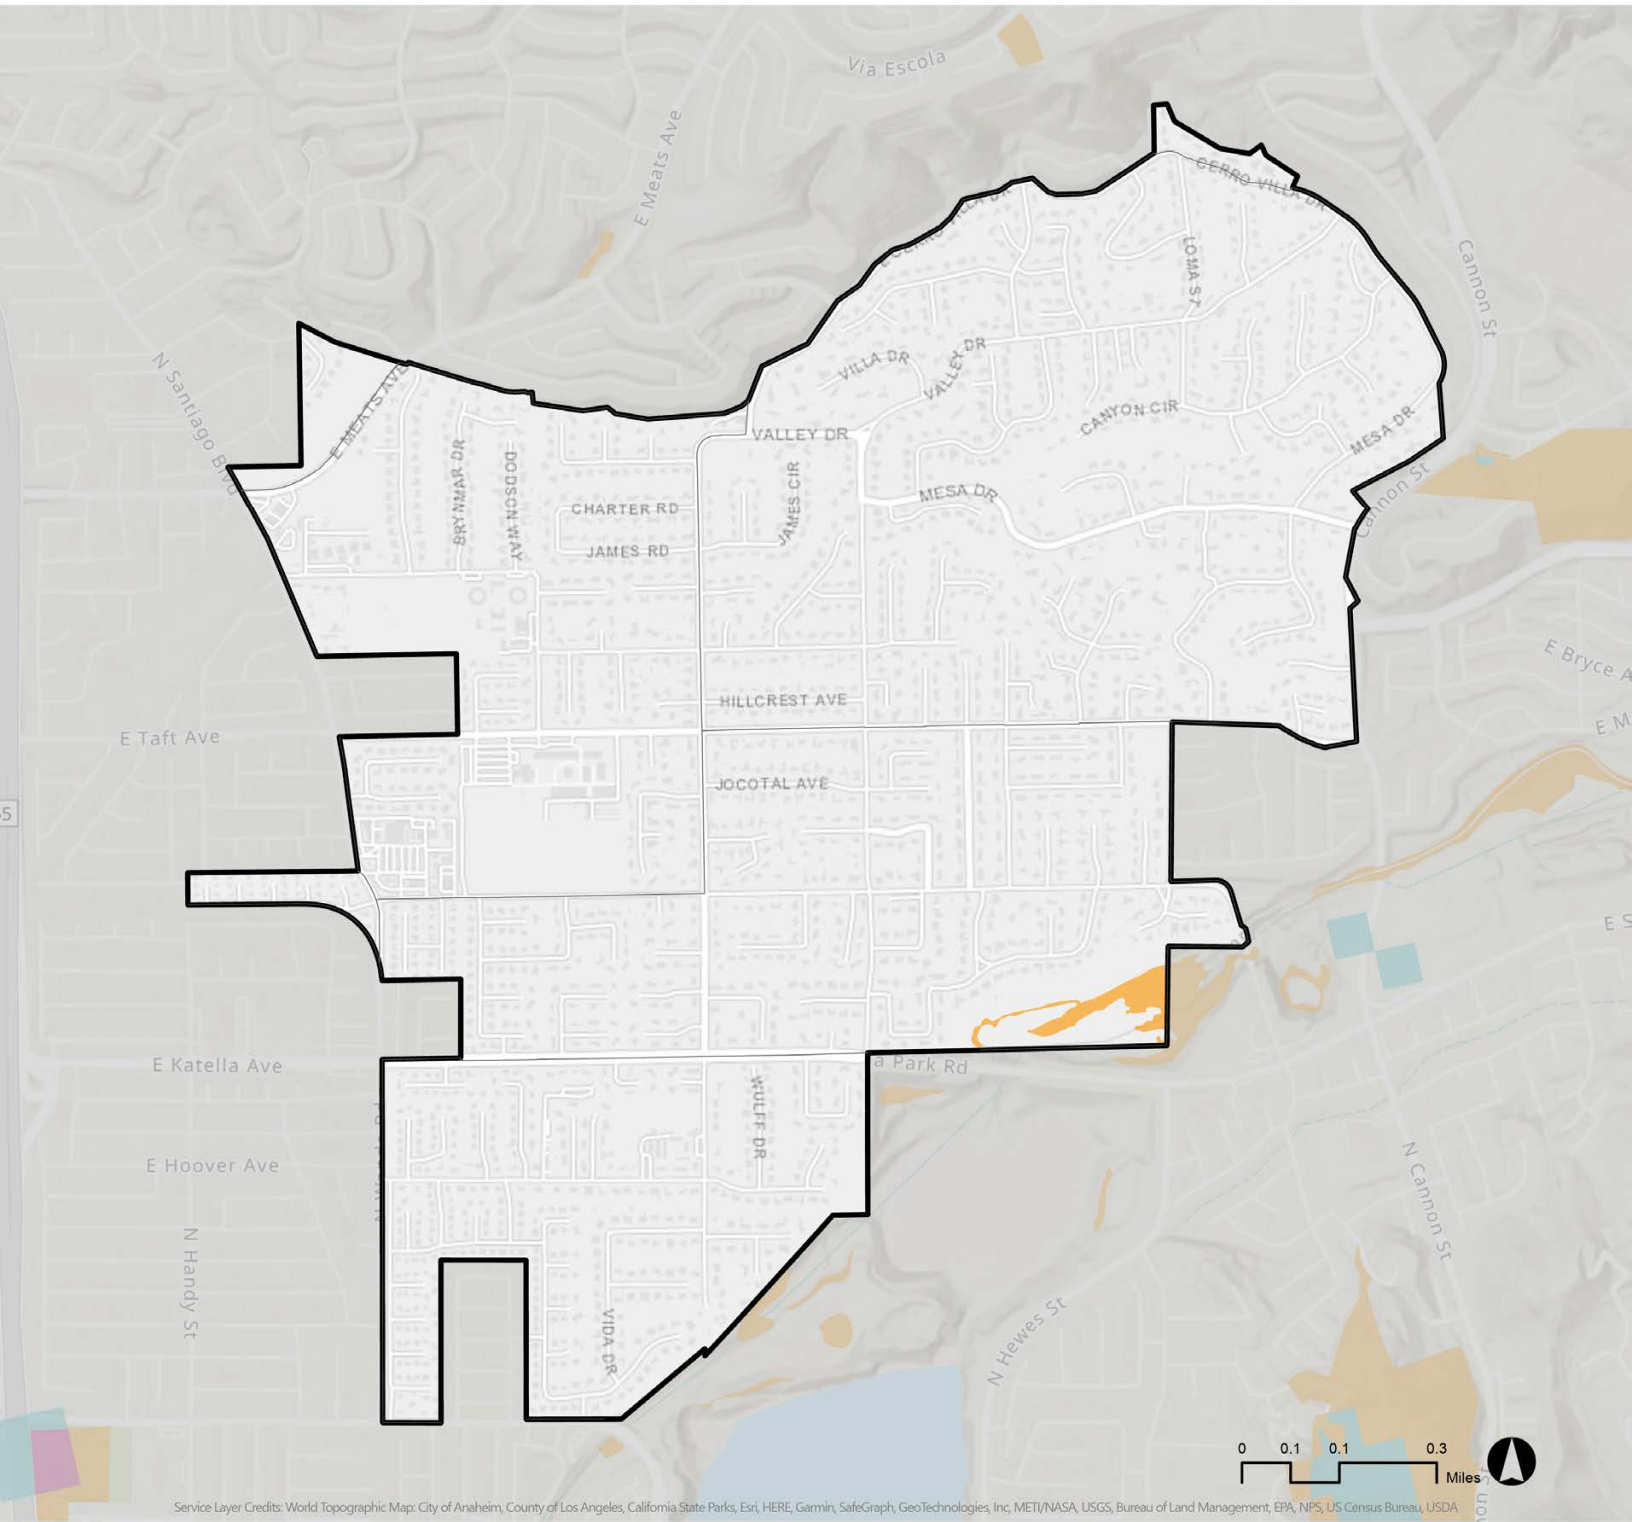 Via Escola
E Meats Ave
CERRO VILLA DR
E CERRO VILLA DR
Cannon St
LOMA ST
N Santiago Blvd
E MEATS AVE
VILLA DR
VALLEY DR
CANYON CIR
MESA DR
VALLEY DR
BRYNMAR DR
DODSON WAY
JAMES CIR
MESA DR
Cannon St
CHARTER RD
JAMES RD
E Bryce A
HILLCREST AVE
E Taft Ave
E M
JOCOTAL AVE
55
E S
E Katella Ave
a Park Rd
WULFF DR
E Hoover Ave
N Cannon St
N Handy St
VIDA DR
N Hewes St
0 0.1 0.1 0.3
Miles
Service Layer Credits: World Topographic Map: City of Anaheim, County of Los Angeles, California State Parks, Esri, HERE, Garmin, SafeGraph, GeoTechnologies, Inc, METI/NASA, USGS, Bureau of Land Management, EPA, NPS, US Census Bureau, USDA